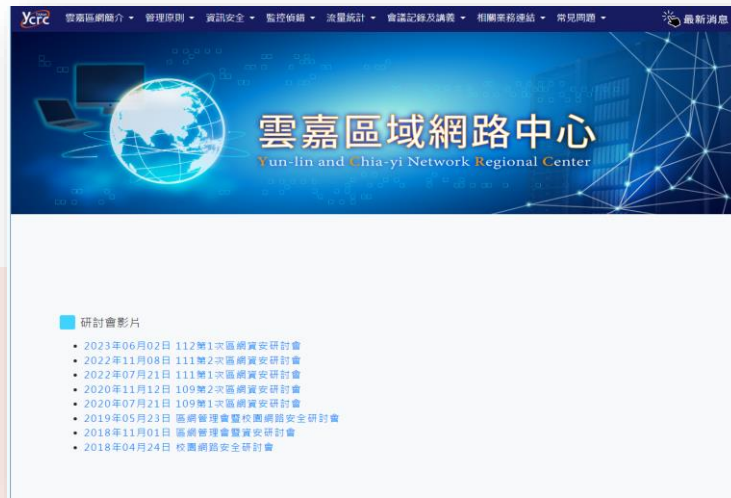 Ycrc 雲嘉區網簡介 管理原則 資訊安全 監控偵錯 流量統計 會議記錄及講義 相關業務連結 常見問題 最新消息
雲嘉區域網路中心
Yun-lin and Chia-yi Network Regional Center
研討會影片
2023年06月02日 112第1次區網資安研討會
2022年11月08日 111第2次區網資安研討會
2022年07月21日 111第1次區網資安研討會
2020年11月12日 109第2次區網資安研討會
2020年07月21日 109第1次區網資安研討會
2019年05月23日 區網管理會暨校園網路安全研討會
2018年11月01日 區網管理會暨資安研討會
2018年04月24日 校園網路安全研討會